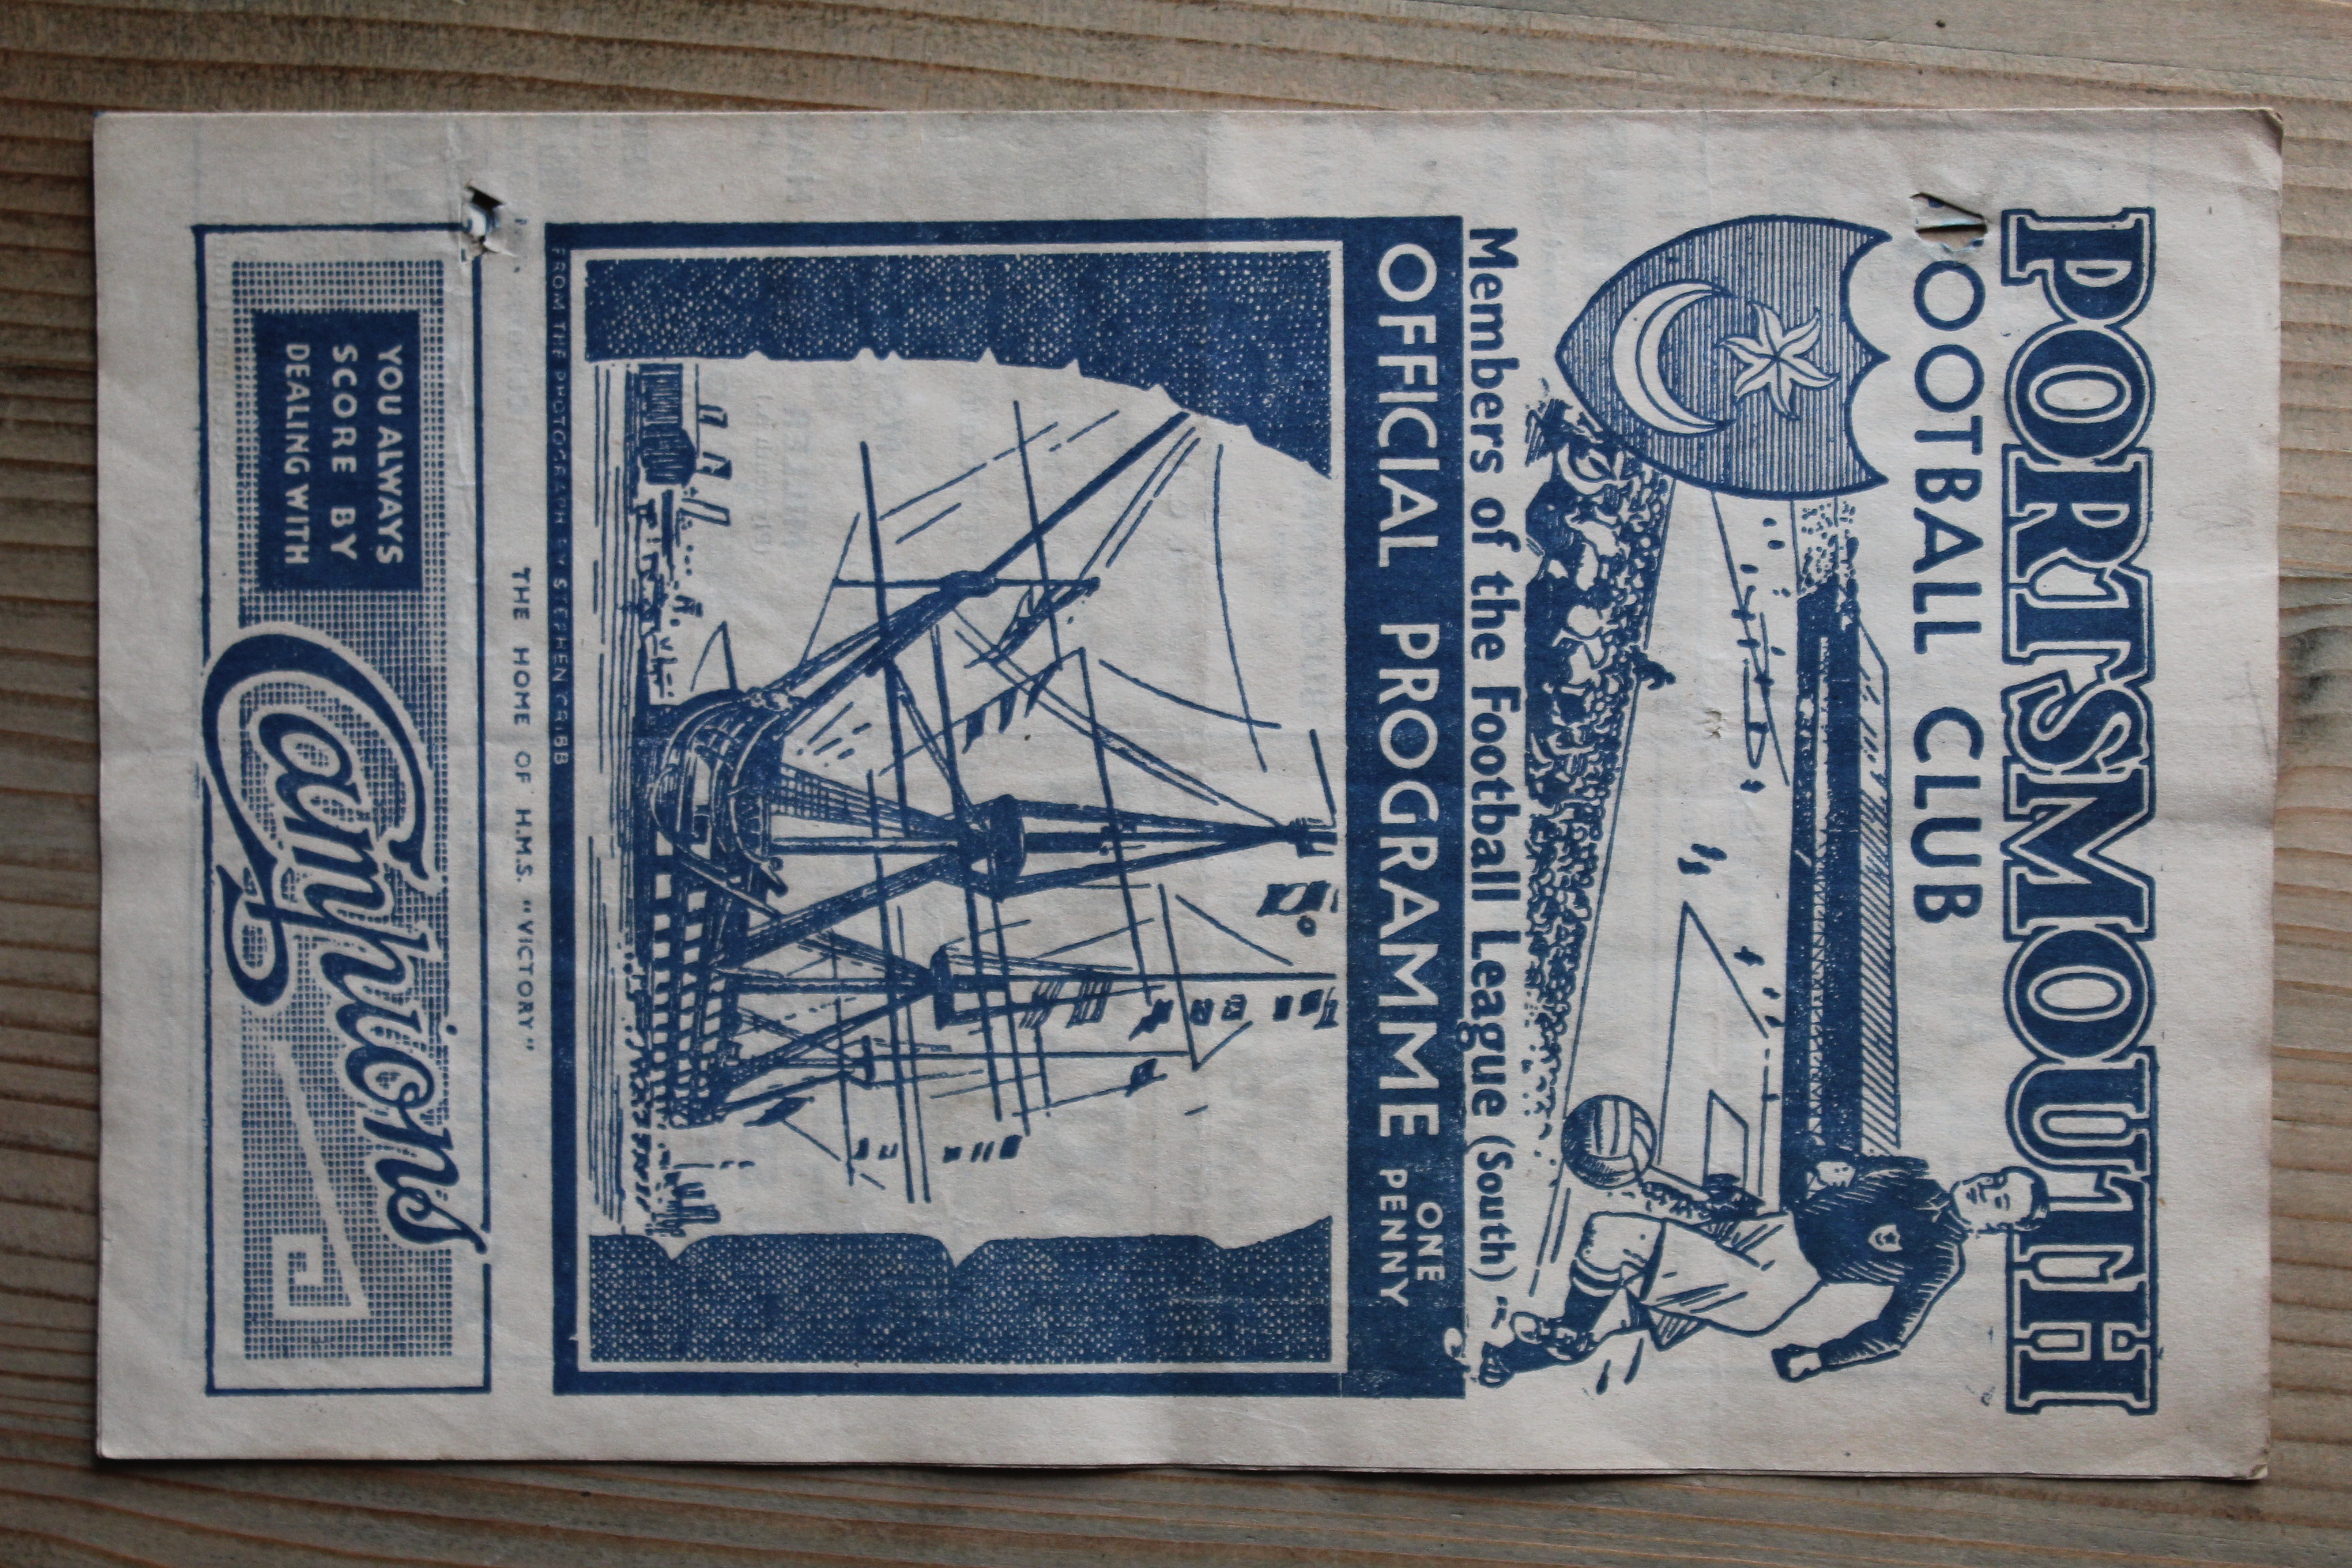 PORTSMOUTH
FOOTBALL CLUB
Members of the Football League (South)
OFFICIAL PROGRAMME ONE PENNY
FROM THE PHOTOGRAPH BY STEPHEN CRIBB
THE HOME OF H.M.S. "VICTORY"
YOU ALWAYS
SCORE BY
DEALING WITH
Campions